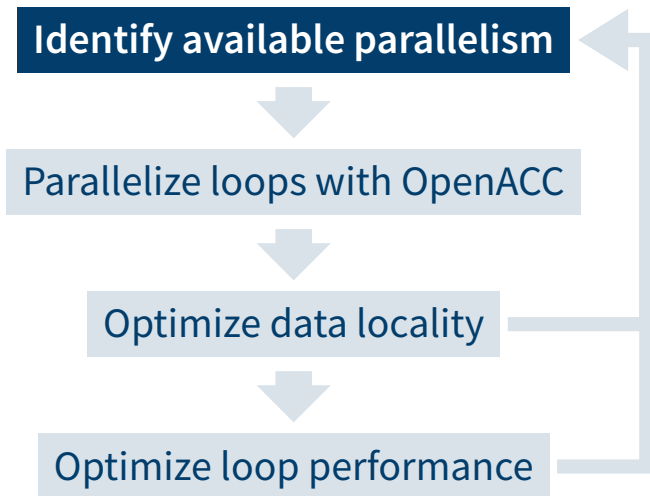 Identify available parallelism
Parallelize loops with OpenACC
Optimize data locality
Optimize loop performance